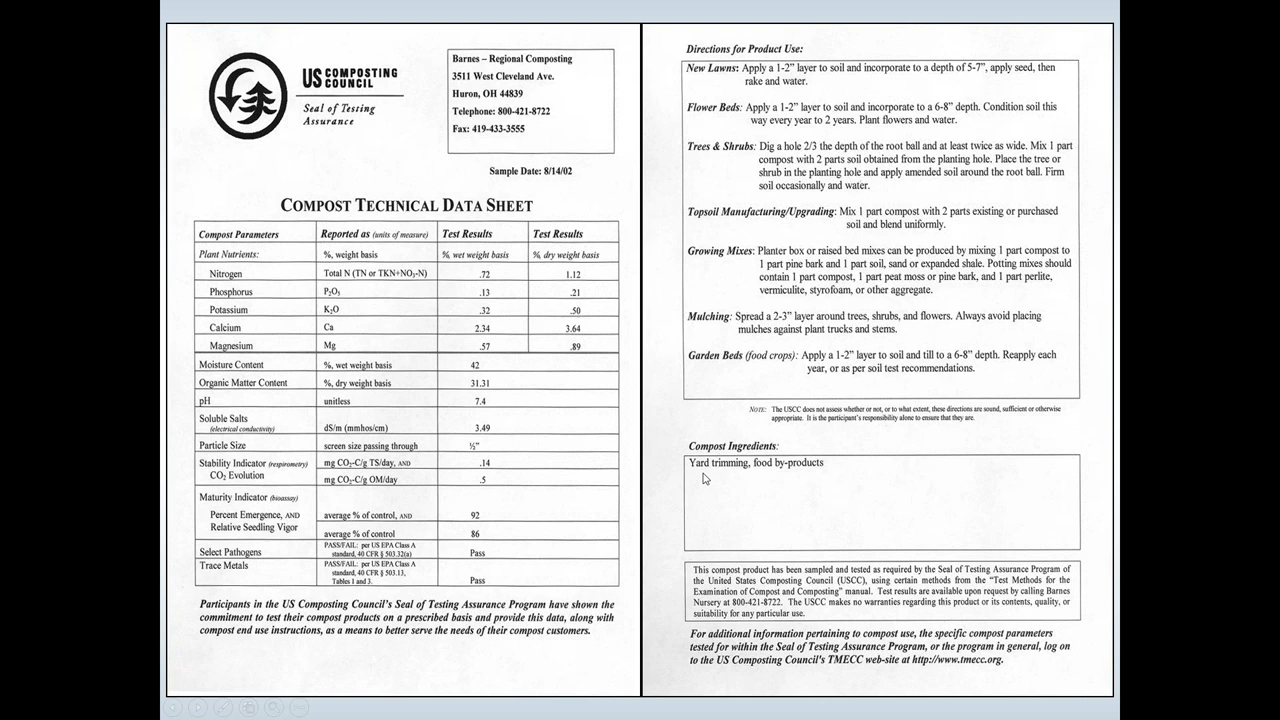 US COMPOSTING
COUNCIL
Seal of Testing
Assurance
Barnes – Regional Composting
3511 West Cleveland Ave.
Huron, OH 44839
Telephone: 800-421-8722
Fax: 419-433-3555
Sample Date: 8/14/02
COMPOST TECHNICAL DATA SHEET
Compost Parameters Reported as (units of measure) Test Results Test Results
Plant Nutrients: %, weight basis %, wet weight basis %, dry weight basis
Nitrogen Total N (TN or TKN+NO₃-N) .72 1.12
Phosphorus P₂O₅ .13 .21
Potassium K₂O .32 .50
Calcium Ca 2.34 3.64
Magnesium Mg .57 .89
Moisture Content %, wet weight basis 42
Organic Matter Content %, dry weight basis 31.31
pH unitless 7.4
Soluble Salts
(electrical conductivity) dS/m (mmhos/cm) 3.49
Particle Size screen size passing through ½"
Stability Indicator (respirometry) mg CO₂-C/g TS/day, AND .14
CO₂ Evolution mg CO₂-C/g OM/day .5
Maturity Indicator (bioassay)
Percent Emergence, AND average % of control, AND 92
Relative Seedling Vigor average % of control 86
Select Pathogens PASS/FAIL: per US EPA Class A
standard, 40 CFR § 503.32(a) Pass
Trace Metals PASS/FAIL: per US EPA Class A
standard, 40 CFR § 503.13,
Tables 1 and 3. Pass
Participants in the US Composting Council's Seal of Testing Assurance Program have shown the
commitment to test their compost products on a prescribed basis and provide this data, along with
compost end use instructions, as a means to better serve the needs of their compost customers.
Directions for Product Use:
New Lawns: Apply a 1-2" layer to soil and incorporate to a depth of 5-7", apply seed, then
rake and water.
Flower Beds: Apply a 1-2" layer to soil and incorporate to a 6-8" depth. Condition soil this
way every year to 2 years. Plant flowers and water.
Trees & Shrubs: Dig a hole 2/3 the depth of the root ball and at least twice as wide. Mix 1 part
compost with 2 parts soil obtained from the planting hole. Place the tree or
shrub in the planting hole and apply amended soil around the root ball. Firm
soil occasionally and water.
Topsoil Manufacturing/Upgrading: Mix 1 part compost with 2 parts existing or purchased
soil and blend uniformly.
Growing Mixes: Planter box or raised bed mixes can be produced by mixing 1 part compost to
1 part pine bark and 1 part soil, sand or expanded shale. Potting mixes should
contain 1 part compost, 1 part peat moss or pine bark, and 1 part perlite,
vermiculite, styrofoam, or other aggregate.
Mulching: Spread a 2-3" layer around trees, shrubs, and flowers. Always avoid placing
mulches against plant trucks and stems.
Garden Beds (food crops): Apply a 1-2" layer to soil and till to a 6-8" depth. Reapply each
year, or as per soil test recommendations.
NOTE: The USCC does not assess whether or not, or to what extent, these directions are sound, sufficient or otherwise
appropriate. It is the participant's responsibility alone to ensure that they are.
Compost Ingredients:
Yard trimming, food by-products
This compost product has been sampled and tested as required by the Seal of Testing Assurance Program of
the United States Composting Council (USCC), using certain methods from the "Test Methods for the
Examination of Compost and Composting" manual. Test results are available upon request by calling Barnes
Nursery at 800-421-8722. The USCC makes no warranties regarding this product or its contents, quality, or
suitability for any particular use.
For additional information pertaining to compost use, the specific compost parameters
tested for within the Seal of Testing Assurance Program, or the program in general, log on
to the US Composting Council's TMECC web-site at http://www.tmecc.org.